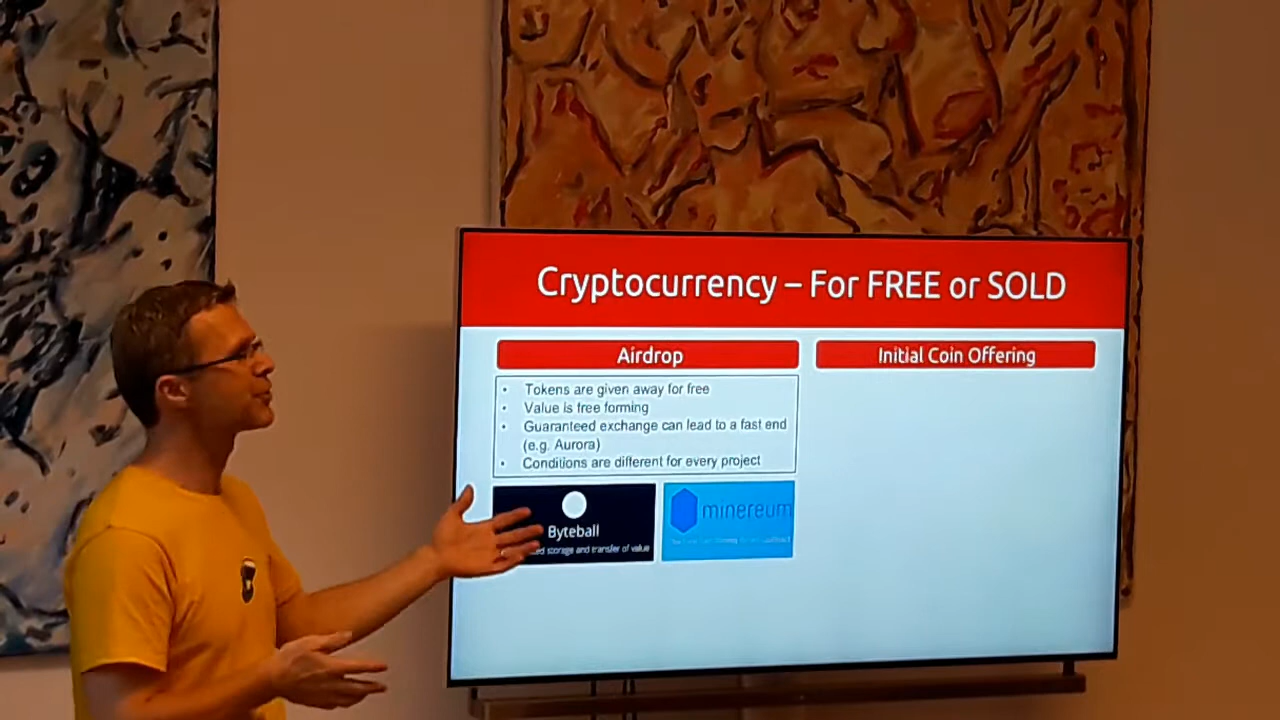 Cryptocurrency – For FREE or SOLD
Airdrop
Initial Coin Offering
• Tokens are given away for free
• Value is free forming
• Guaranteed exchange can lead to a fast end
(e.g. Aurora)
• Conditions are different for every project
Byteball
storage and transfer of value
minereum